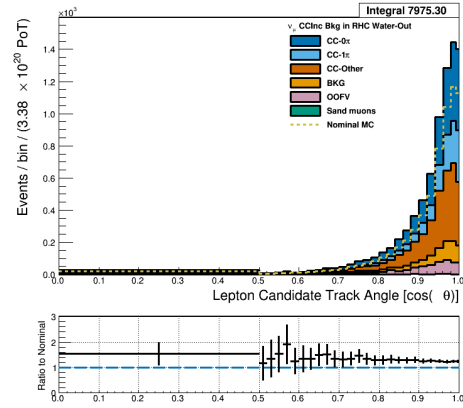 Integral 7975.30
×10³
ν_μ CCInc Bkg in RHC Water-Out
CC-0π
CC-1π
CC-Other
BKG
OOFV
Sand muons
Nominal MC
Events / bin / (3.38 × 10²⁰ PoT)
1.4
1.2
1.0
0.8
0.6
0.4
0.2
0.0
0.0 0.1 0.2 0.3 0.4 0.5 0.6 0.7 0.8 0.9 1.0
Lepton Candidate Track Angle [cos( θ)]
Ratio to Nominal
3
2
1
0
0.0 0.1 0.2 0.3 0.4 0.5 0.6 0.7 0.8 0.9 1.0